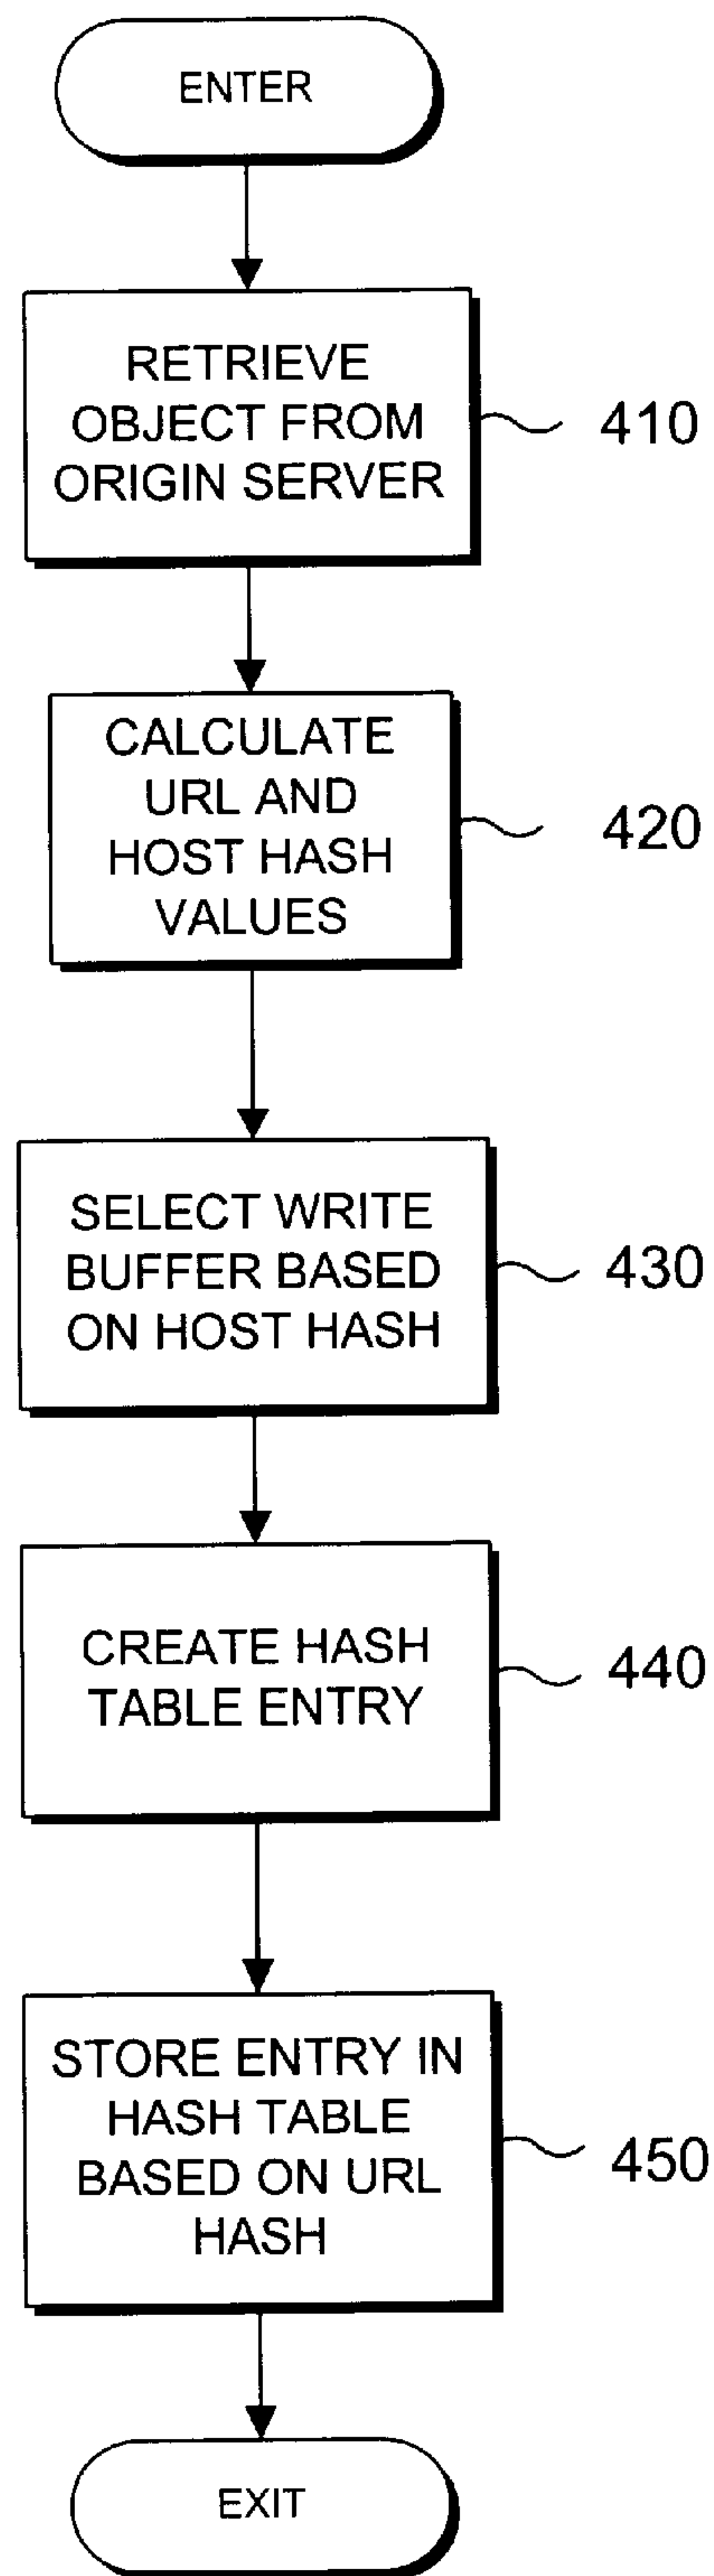 ENTER
RETRIEVE
OBJECT FROM
ORIGIN SERVER
410
CALCULATE
URL AND
HOST HASH
VALUES
420
SELECT WRITE
BUFFER BASED
ON HOST HASH
430
CREATE HASH
TABLE ENTRY
440
STORE ENTRY IN
HASH TABLE
BASED ON URL
HASH
450
EXIT